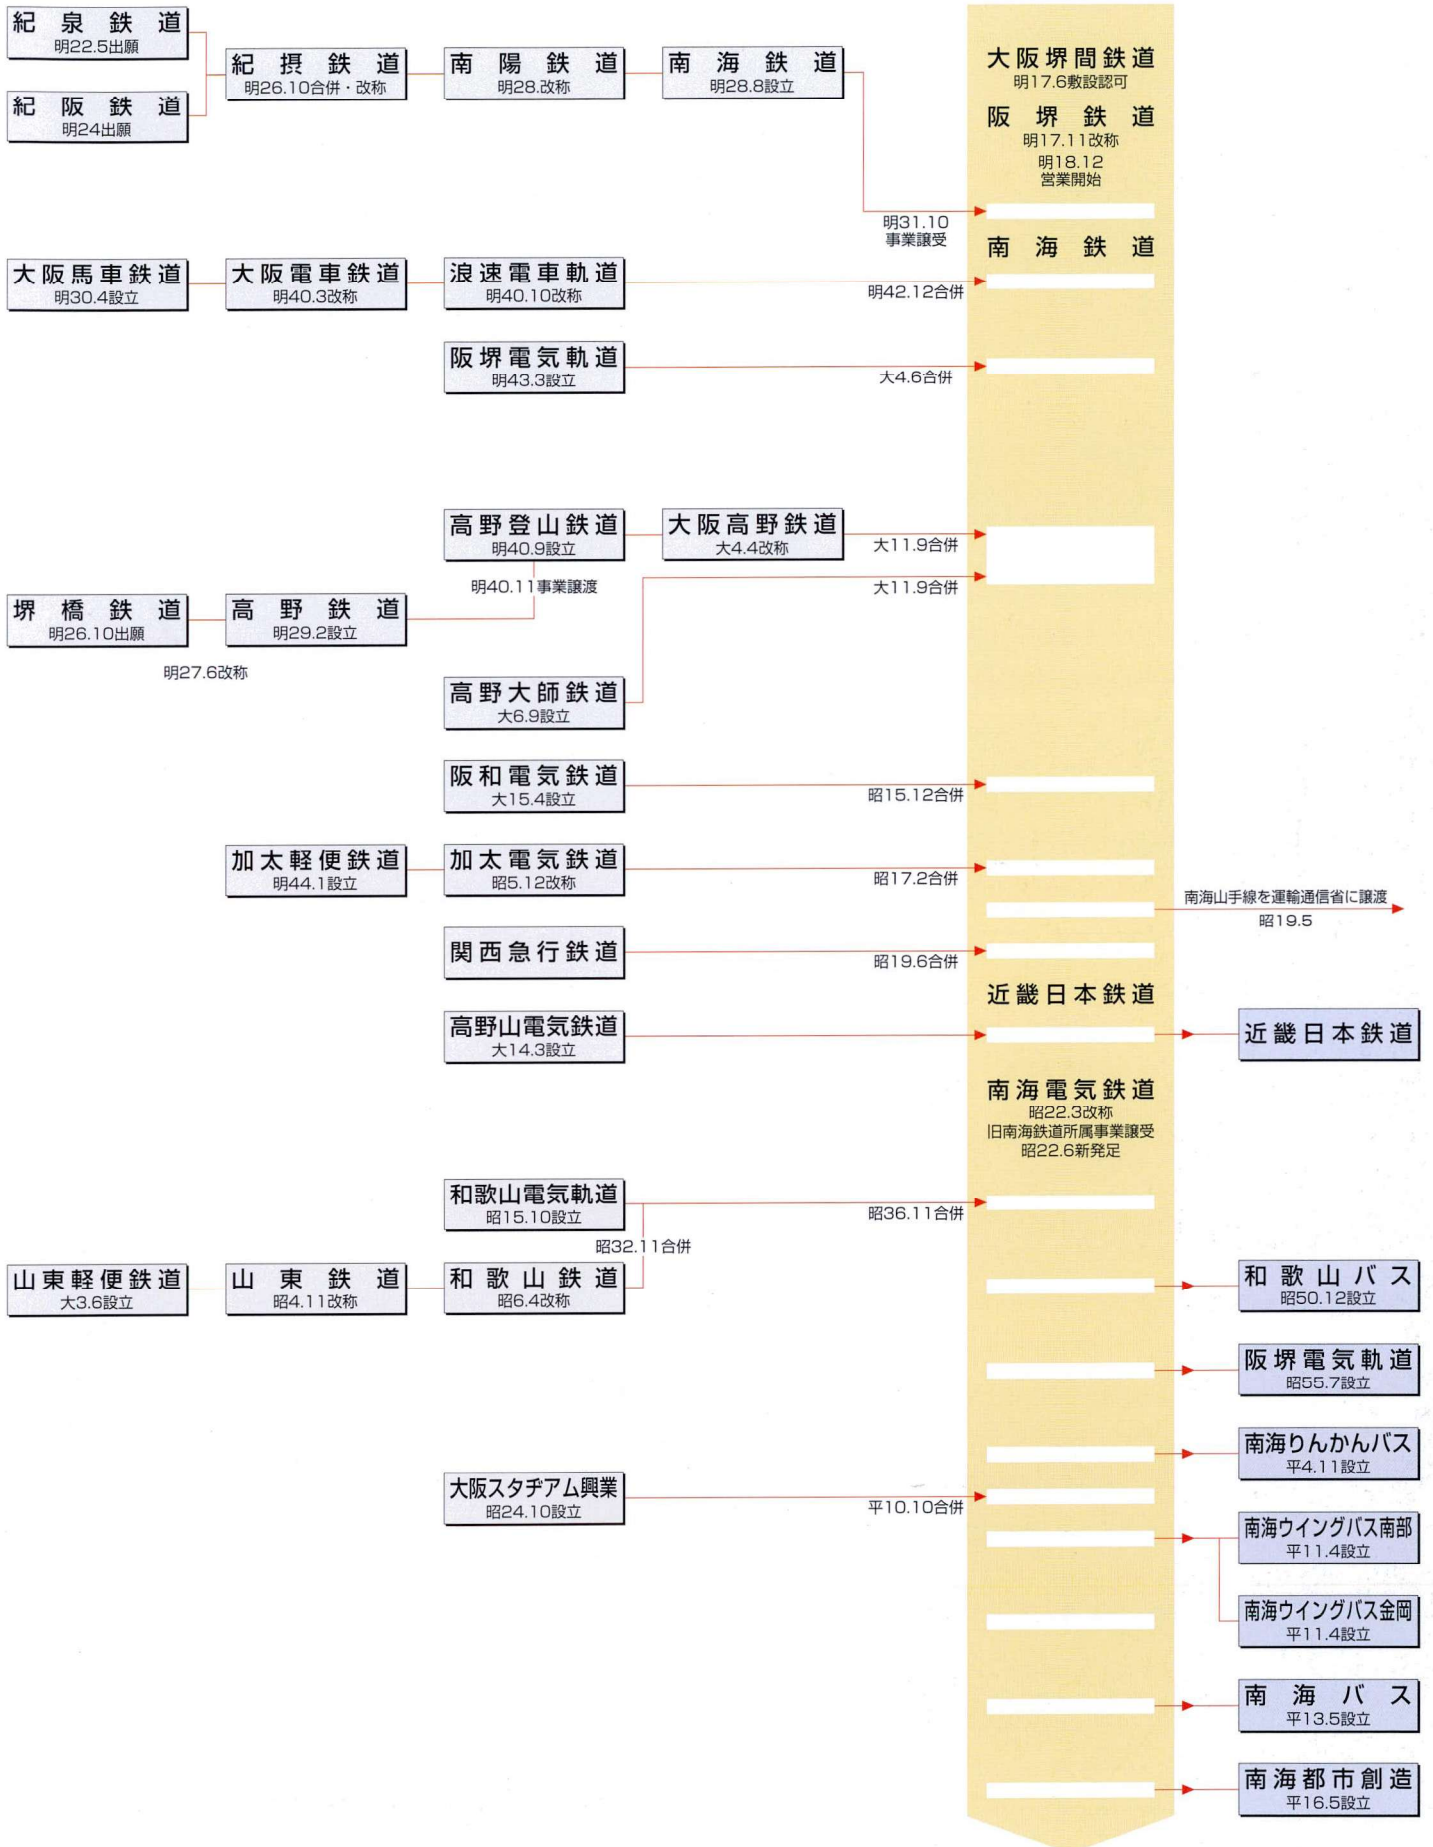 紀泉鉄道
明22.5出願
紀阪鉄道
明24出願
紀摂鉄道
明26.10合併・改称
南陽鉄道
明28.改称
南海鉄道
明28.8設立
大阪堺間鉄道
明17.6敷設認可
阪堺鉄道
明17.11改称
明18.12
営業開始
明31.10
事業譲受
南海鉄道
大阪馬車鉄道
明30.4設立
大阪電車鉄道
明40.3改称
浪速電車軌道
明40.10改称
明42.12合併
阪堺電気軌道
明43.3設立
大4.6合併
高野登山鉄道
明40.9設立
大阪高野鉄道
大4.4改称
大11.9合併
明40.11事業譲渡
大11.9合併
堺橋鉄道
明26.10出願
高野鉄道
明29.2設立
明27.6改称
高野大師鉄道
大6.9設立
阪和電気鉄道
大15.4設立
昭15.12合併
加太軽便鉄道
明44.1設立
加太電気鉄道
昭5.12改称
昭17.2合併
南海山手線を運輸通信省に譲渡
昭19.5
関西急行鉄道
昭19.6合併
近畿日本鉄道
高野山電気鉄道
大14.3設立
近畿日本鉄道
南海電気鉄道
昭22.3改称
旧南海鉄道所属事業譲受
昭22.6新発足
和歌山電気軌道
昭15.10設立
昭36.11合併
昭32.11合併
山東軽便鉄道
大3.6設立
山東鉄道
昭4.11改称
和歌山鉄道
昭6.4改称
和歌山バス
昭50.12設立
阪堺電気軌道
昭55.7設立
南海りんかんバス
平4.11設立
大阪スタヂアム興業
昭24.10設立
平10.10合併
南海ウイングバス南部
平11.4設立
南海ウイングバス金岡
平11.4設立
南海バス
平13.5設立
南海都市創造
平16.5設立